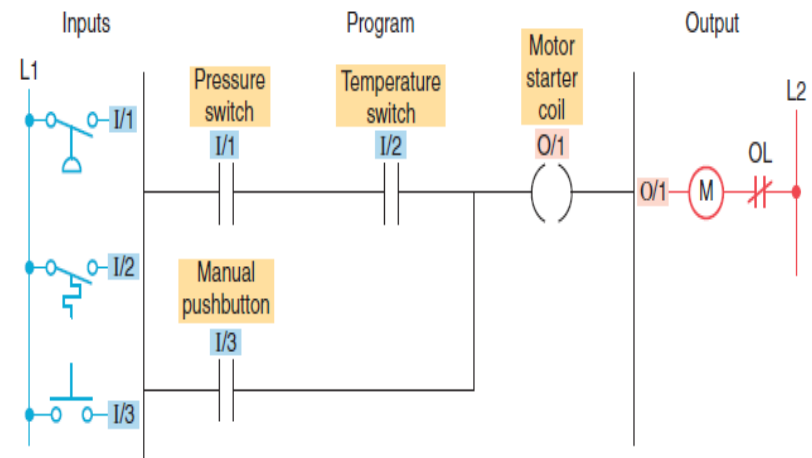 Inputs
Program
Output
L1
Pressure
switch
I/1
Temperature
switch
I/2
Motor
starter
coil
O/1
L2
I/1
OL
O/1
M
I/2
Manual
pushbutton
I/3
I/3